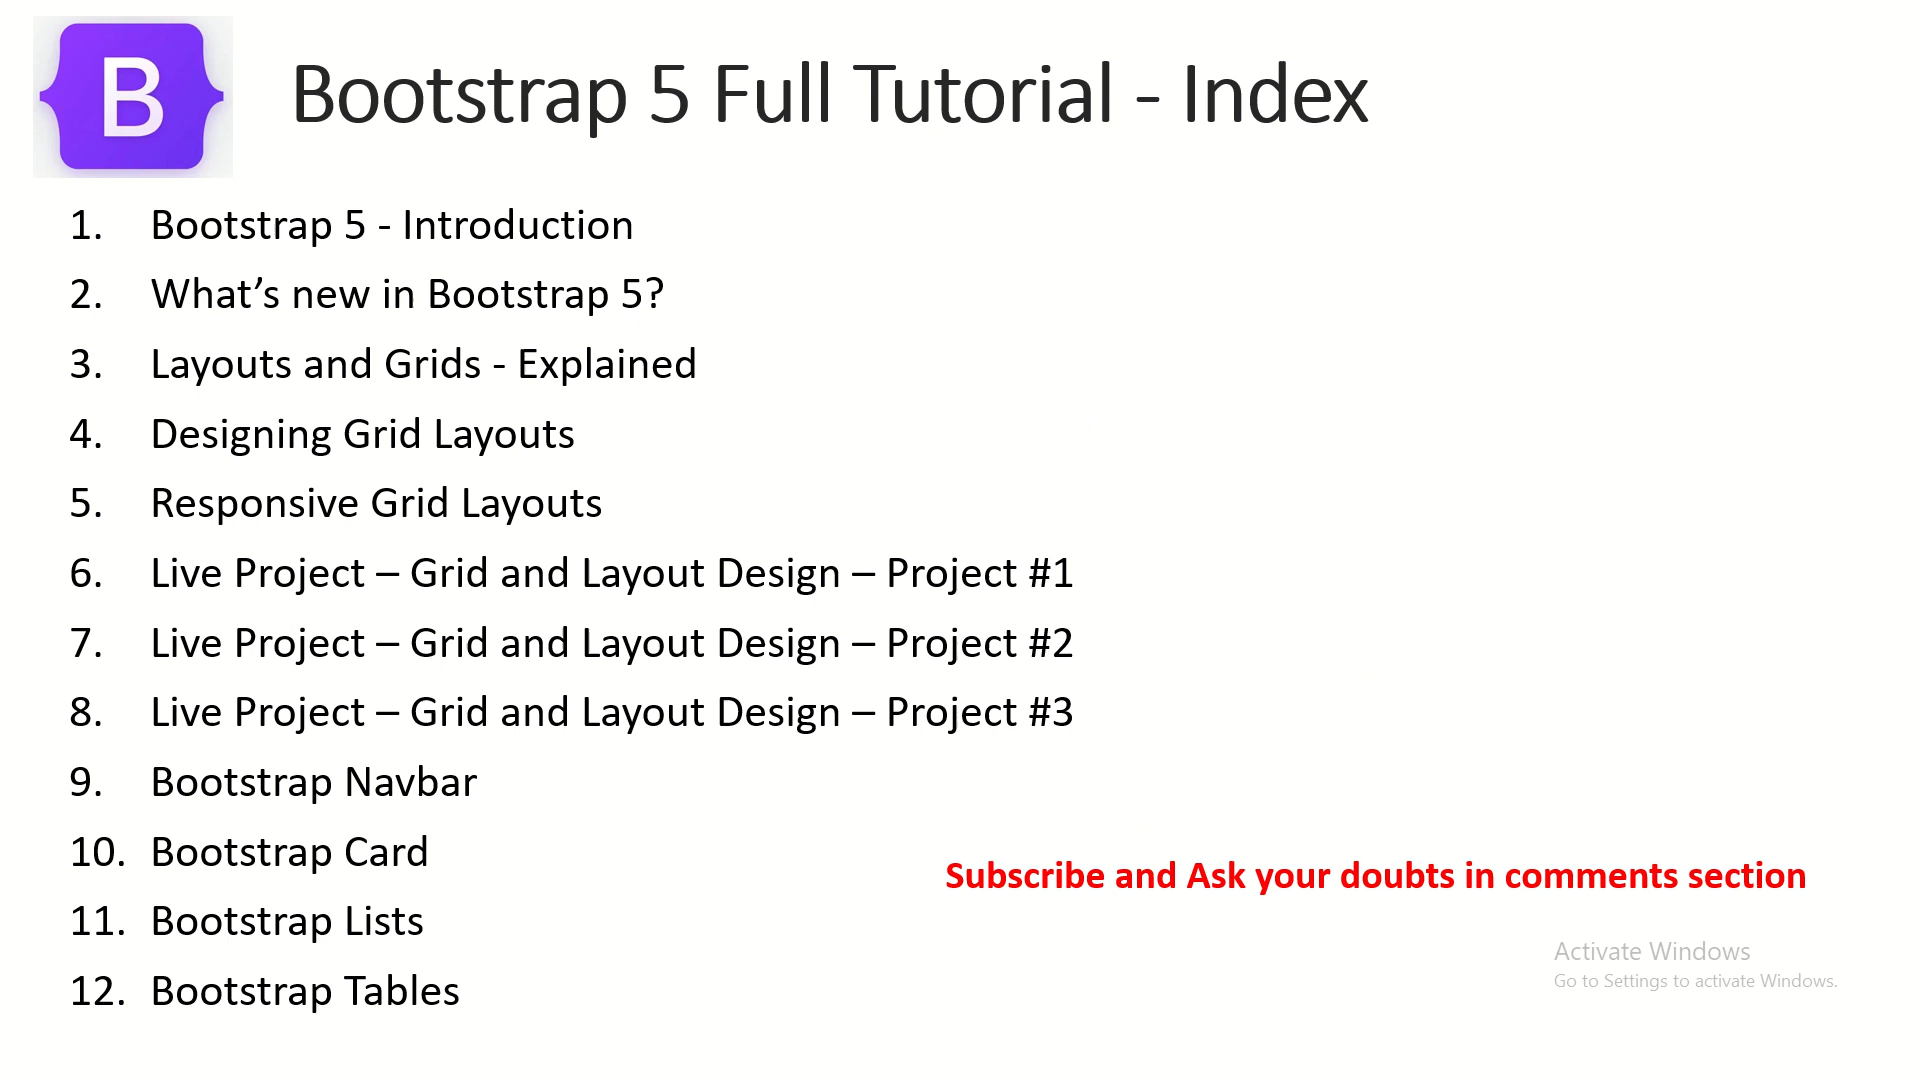 B
Bootstrap 5 Full Tutorial - Index
1. Bootstrap 5 - Introduction
2. What’s new in Bootstrap 5?
3. Layouts and Grids - Explained
4. Designing Grid Layouts
5. Responsive Grid Layouts
6. Live Project – Grid and Layout Design – Project #1
7. Live Project – Grid and Layout Design – Project #2
8. Live Project – Grid and Layout Design – Project #3
9. Bootstrap Navbar
10. Bootstrap Card
Subscribe and Ask your doubts in comments section
11. Bootstrap Lists
Activate Windows
Go to Settings to activate Windows.
12. Bootstrap Tables